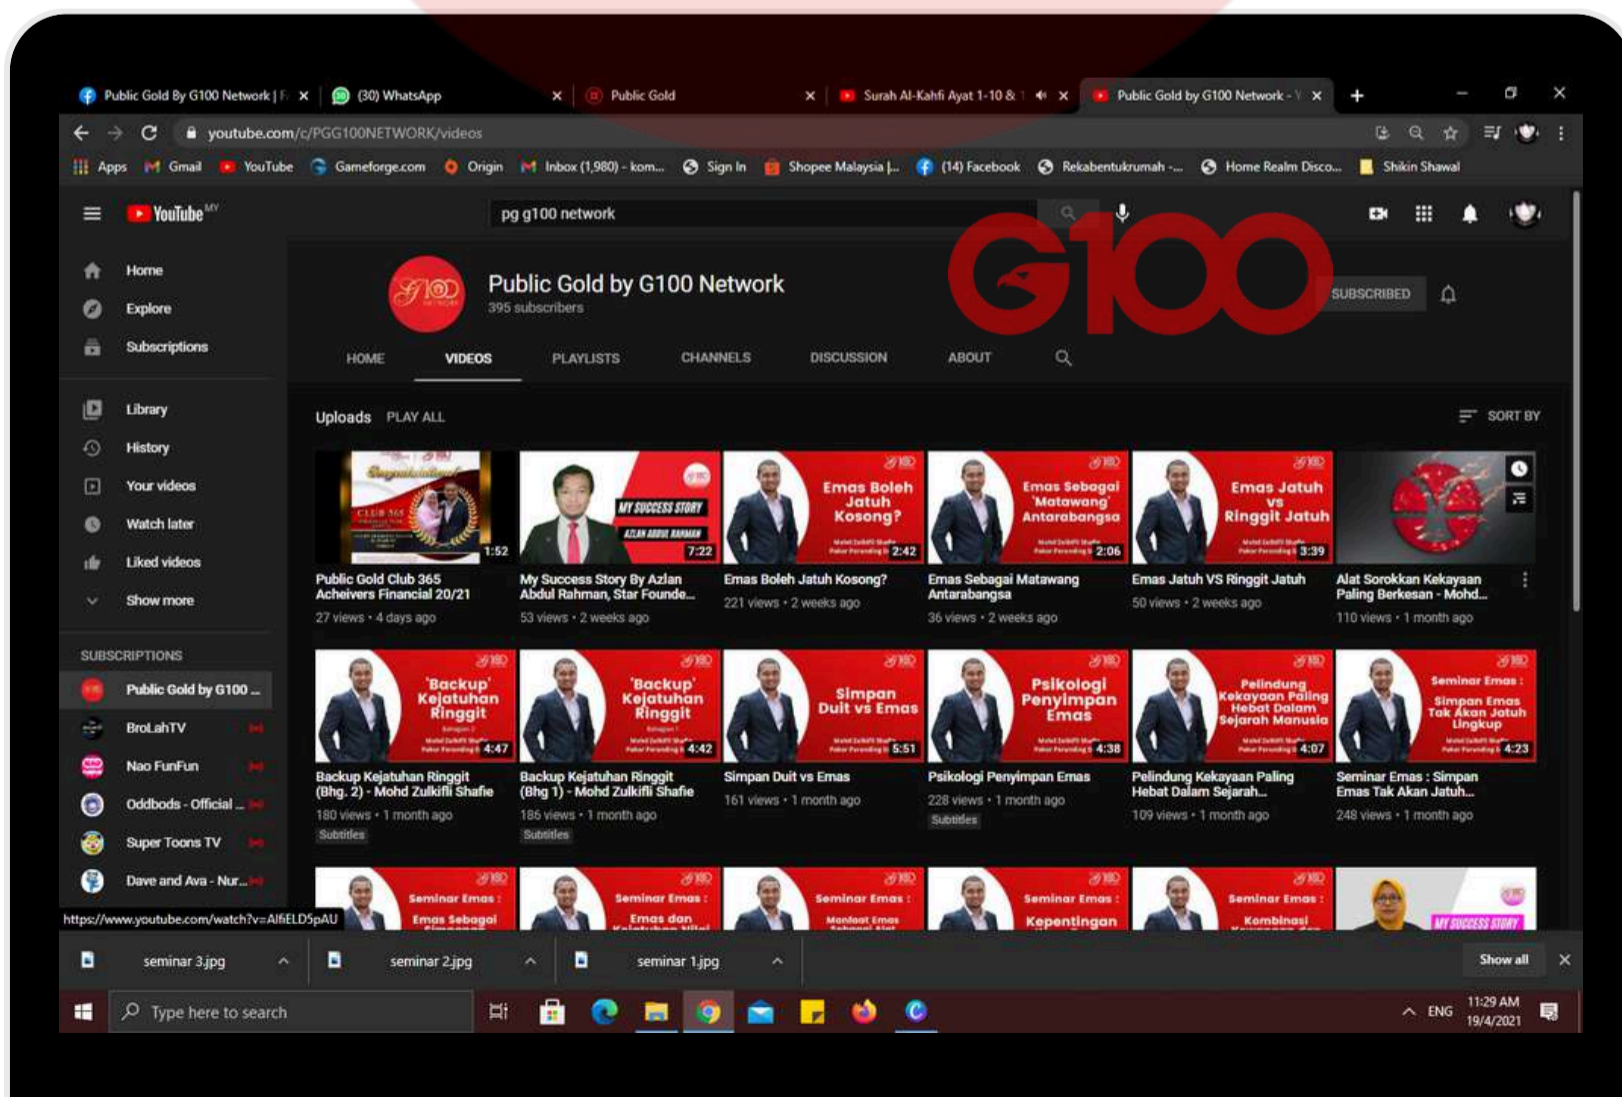 Public Gold By G100 Network | F
(30) WhatsApp
Public Gold
Surah Al-Kahfi Ayat 1-10 & 1
Public Gold by G100 Network - Y
youtube.com/c/PGG100NETWORK/videos
Apps
Gmail
YouTube
Gameforge.com
Origin
Inbox (1,980) - kom...
Sign In
Shopee Malaysia |...
(14) Facebook
Rekabentukrumah -...
Home Realm Disco...
Shikin Shawal
YouTube MY
pg g100 network
G100
Home
Explore
Subscriptions
Library
History
Your videos
Watch later
Liked videos
Show more
SUBSCRIPTIONS
Public Gold by G100 ...
BroLahTV
Nao FunFun
Oddbods - Official ...
Super Toons TV
Dave and Ava - Nur...
https://www.youtube.com/watch?v=AlfiELD5pAU
G100
NETWORK
Public Gold by G100 Network
395 subscribers
SUBSCRIBED
HOME
VIDEOS
PLAYLISTS
CHANNELS
DISCUSSION
ABOUT
Uploads
PLAY ALL
SORT BY
Congratulations
CLUB 365
1:52
Public Gold Club 365
Acheivers Financial 20/21
27 views • 4 days ago
MY SUCCESS STORY
AZLAN ABDUL RAHMAN
7:22
My Success Story By Azlan
Abdul Rahman, Star Founde...
53 views • 2 weeks ago
Emas Boleh
Jatuh
Kosong?
2:42
Emas Boleh Jatuh Kosong?
221 views • 2 weeks ago
Emas Sebagai
'Matawang'
Antarabangsa
2:06
Emas Sebagai Matawang
Antarabangsa
36 views • 2 weeks ago
Emas Jatuh
vs
Ringgit Jatuh
3:39
Emas Jatuh VS Ringgit Jatuh
50 views • 2 weeks ago
Alat Sorokkan Kekayaan
Paling Berkesan - Mohd...
110 views • 1 month ago
'Backup'
Kejatuhan
Ringgit
4:47
Backup Kejatuhan Ringgit
(Bhg. 2) - Mohd Zulkifli Shafie
180 views • 1 month ago
Subtitles
'Backup'
Kejatuhan
Ringgit
4:42
Backup Kejatuhan Ringgit
(Bhg 1) - Mohd Zulkifli Shafie
186 views • 1 month ago
Subtitles
Simpan
Duit vs Emas
5:51
Simpan Duit vs Emas
161 views • 1 month ago
Psikologi
Penyimpan
Emas
4:38
Psikologi Penyimpan Emas
228 views • 1 month ago
Subtitles
Pelindung
Kekayaan Paling
Hebat Dalam
Sejarah Manusia
4:07
Pelindung Kekayaan Paling
Hebat Dalam Sejarah...
109 views • 1 month ago
Seminar Emas :
Simpan Emas
Tak Akan Jatuh
Lingkup
4:23
Seminar Emas : Simpan
Emas Tak Akan Jatuh...
248 views • 1 month ago
Seminar Emas :
Emas Sebagai
Seminar Emas :
Emas dan
Kejatuhan Nilai
Seminar Emas :
Manfaat Emas
Sebagai Alat
Seminar Emas :
Kepentingan
Seminar Emas :
Kombinasi
MY SUCCESS STORY
seminar 3.jpg
seminar 2.jpg
seminar 1.jpg
Show all
Type here to search
ENG
11:29 AM
19/4/2021